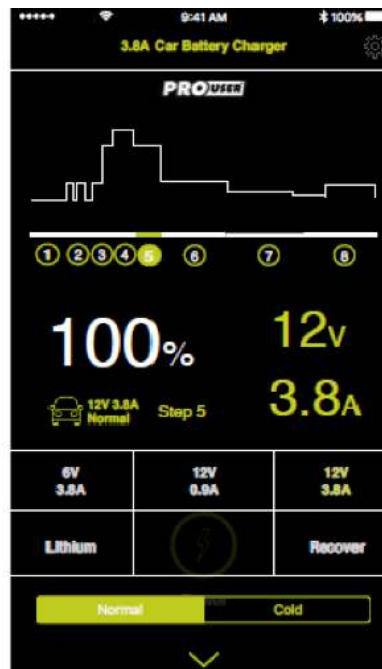 9:41 AM
100%
3.8A Car Battery Charger
PRO USER
1 2 3 4 5 6 7 8
100%
12V
3.8A
12V 3.8A
Normal
Step 5
6V
3.8A
12V
0.9A
12V
3.8A
Lithium
Recover
Normal
Cold